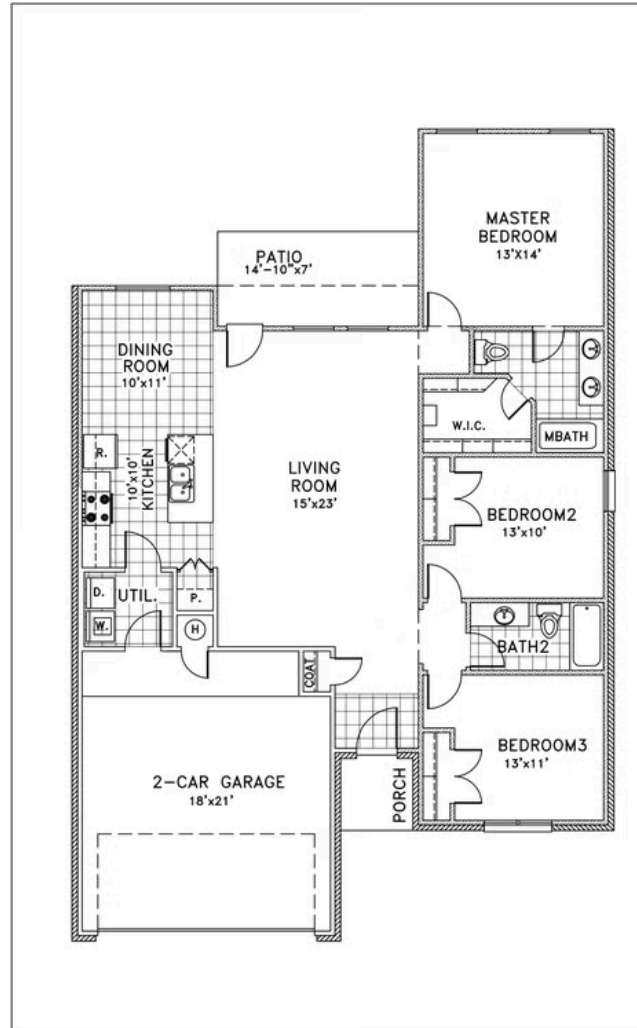 MASTER
BEDROOM
13'X14'
PATIO
14'-10"x7'
DINING
ROOM
10'x11'
R.
10'x10'
KITCHEN
LIVING
ROOM
15'x23'
W.I.C.
MBATH
BEDROOM2
13'x10'
D.
UTIL.
W.
P.
H
COAT
BATH2
BEDROOM3
13'x11'
2-CAR GARAGE
18'x21'
PORCH